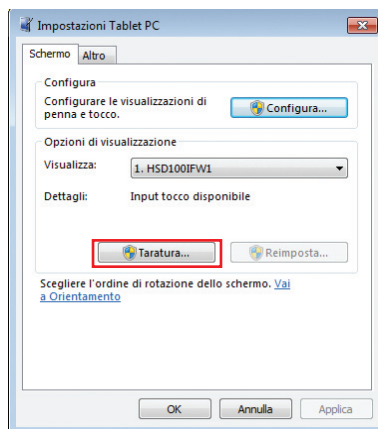 Impostazioni Tablet PC
Schermo
Altro
Configura
Configurare le visualizzazioni di
penna e tocco.
Configura...
Opzioni di visualizzazione
Visualizza:
1. HSD100IFW1
Dettagli:
Input tocco disponibile
Taratura...
Reimposta...
Scegliere l'ordine di rotazione dello schermo. Vai
a Orientamento
OK
Annulla
Applica